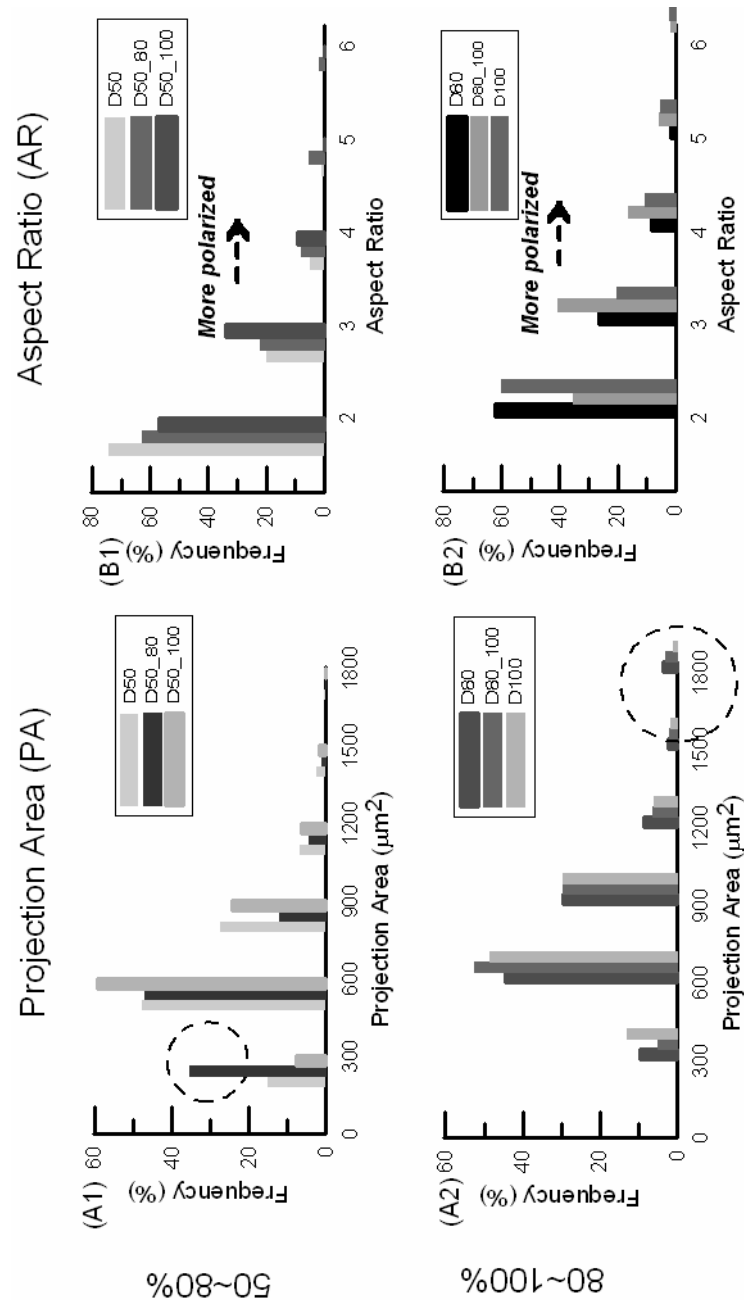 Projection Area (PA)
Aspect Ratio (AR)
50~80%
(A1)
Frequency (%)
60
40
20
0
D50
D50_80
D50_100
0 300 600 900 1200 1500 1800
Projection Area (μm²)
(B1)
Frequency (%)
80
60
40
20
0
D50
D50_80
D50_100
More polarized
2 3 4 5 6
Aspect Ratio
80~100%
(A2)
Frequency (%)
60
40
20
0
D80
D80_100
D100
0 300 600 900 1200 1500 1800
Projection Area (μm²)
(B2)
Frequency (%)
80
60
40
20
0
D80
D80_100
D100
More polarized
2 3 4 5 6
Aspect Ratio